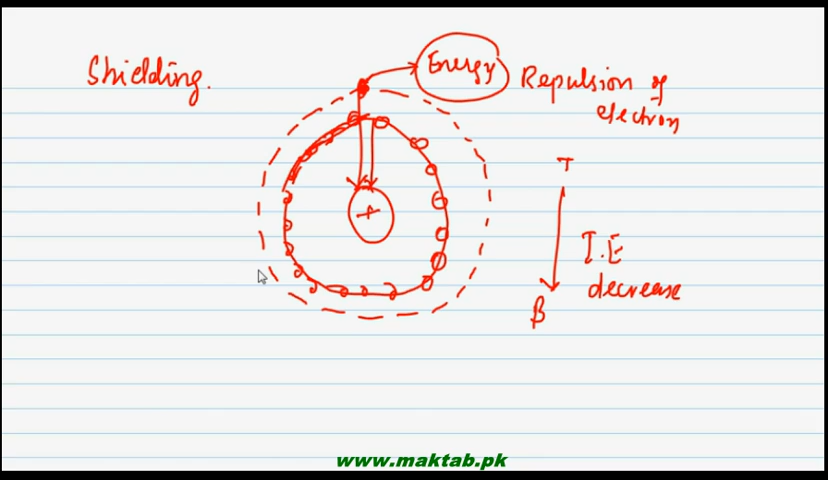 Shielding.
Energy
Repulsion of
electron
+
T
I.E
decrease
B
www.maktab.pk